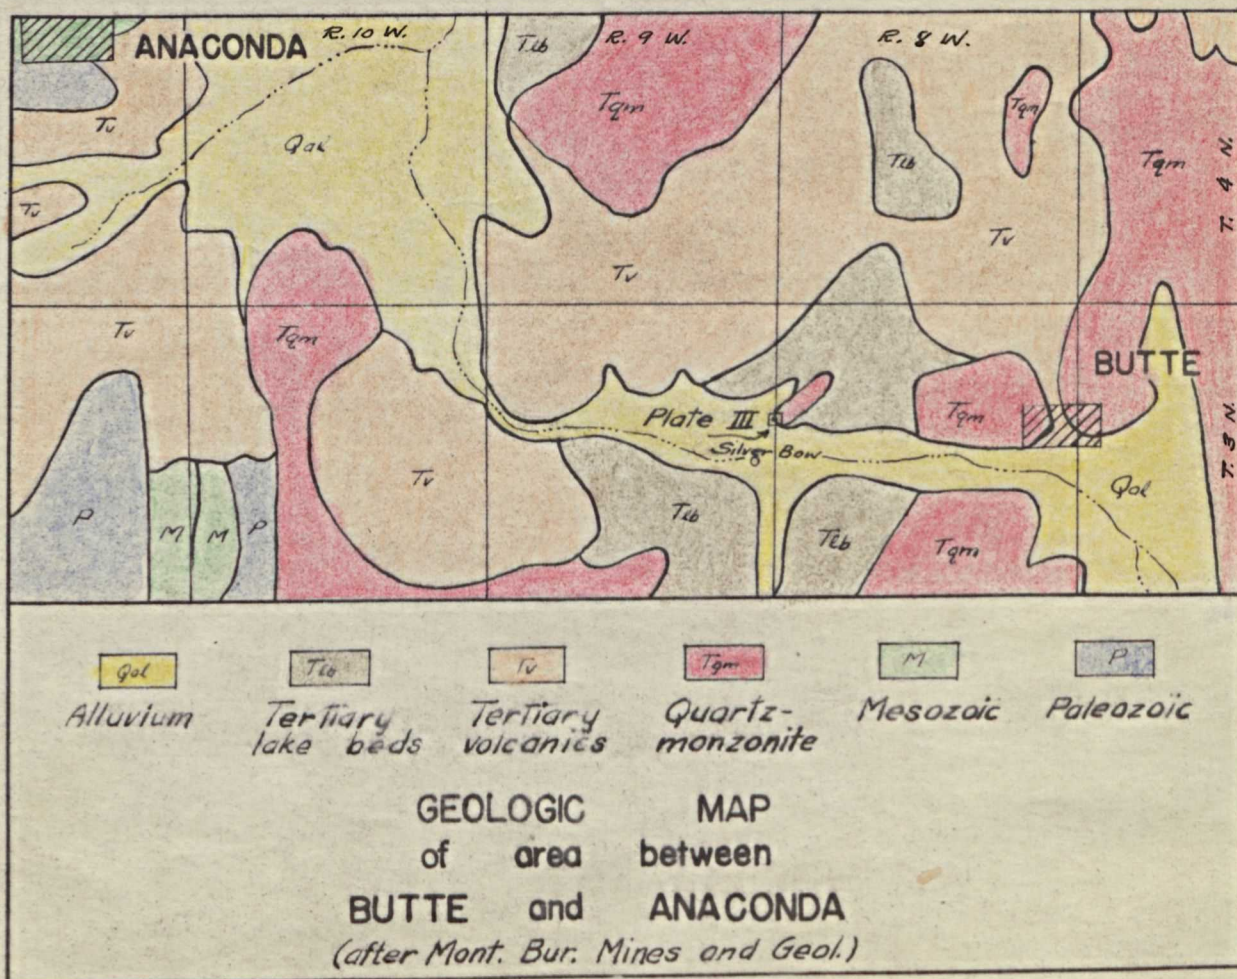 ANACONDA
R. 10 W.
R. 9 W.
R. 8 W.
Tlb
Tqm
Tv
Qal
Tqm
Tlb
Tqm
T. 4 N.
Tv
Tv
Tv
Tv
Tqm
BUTTE
Plate III
Tqm
T. 3 N.
Silver Bow
Tv
Qal
P
M
M
P
Tlb
Tlb
Tqm
Qal
Tlb
Tv
Tqm
M
P
Alluvium
Tertiary
lake beds
Tertiary
volcanics
Quartz-
monzonite
Mesozoic
Paleozoïc
GEOLOGIC MAP
of area between
BUTTE and ANACONDA
(after Mont. Bur. Mines and Geol.)